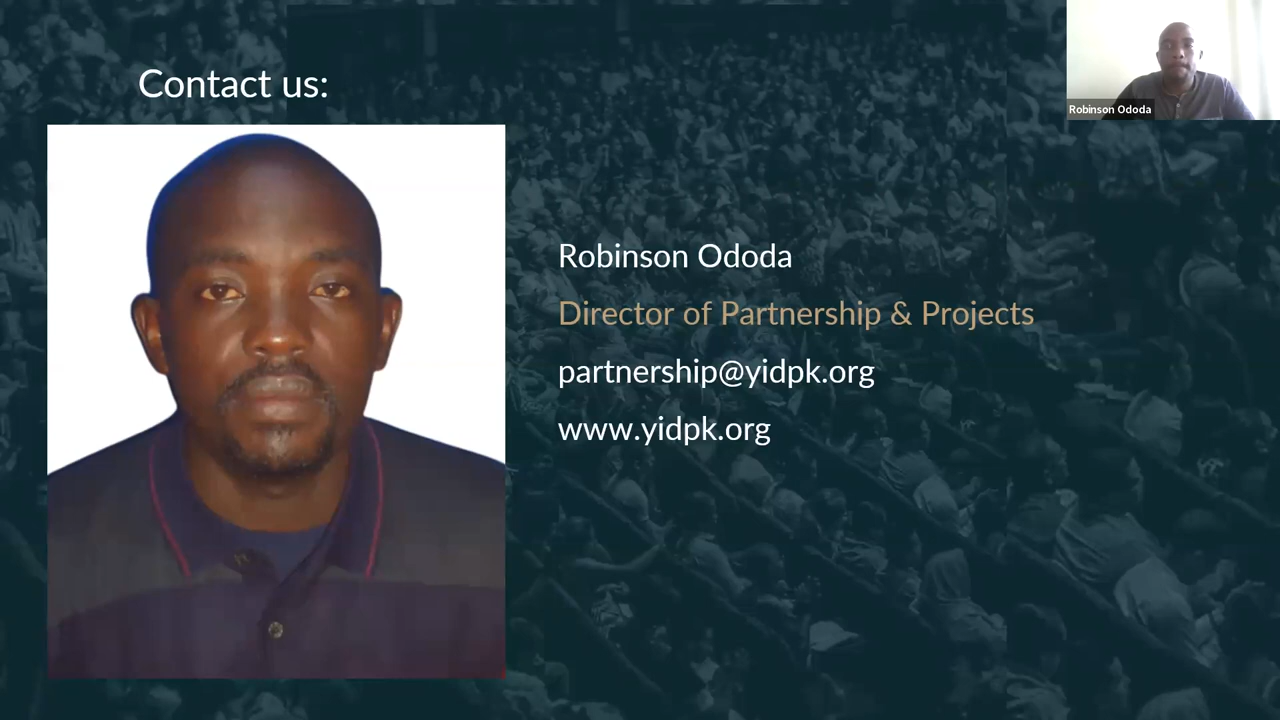 Contact us:
Robinson Ododa
Robinson Ododa
Director of Partnership & Projects
partnership@yidpk.org
www.yidpk.org